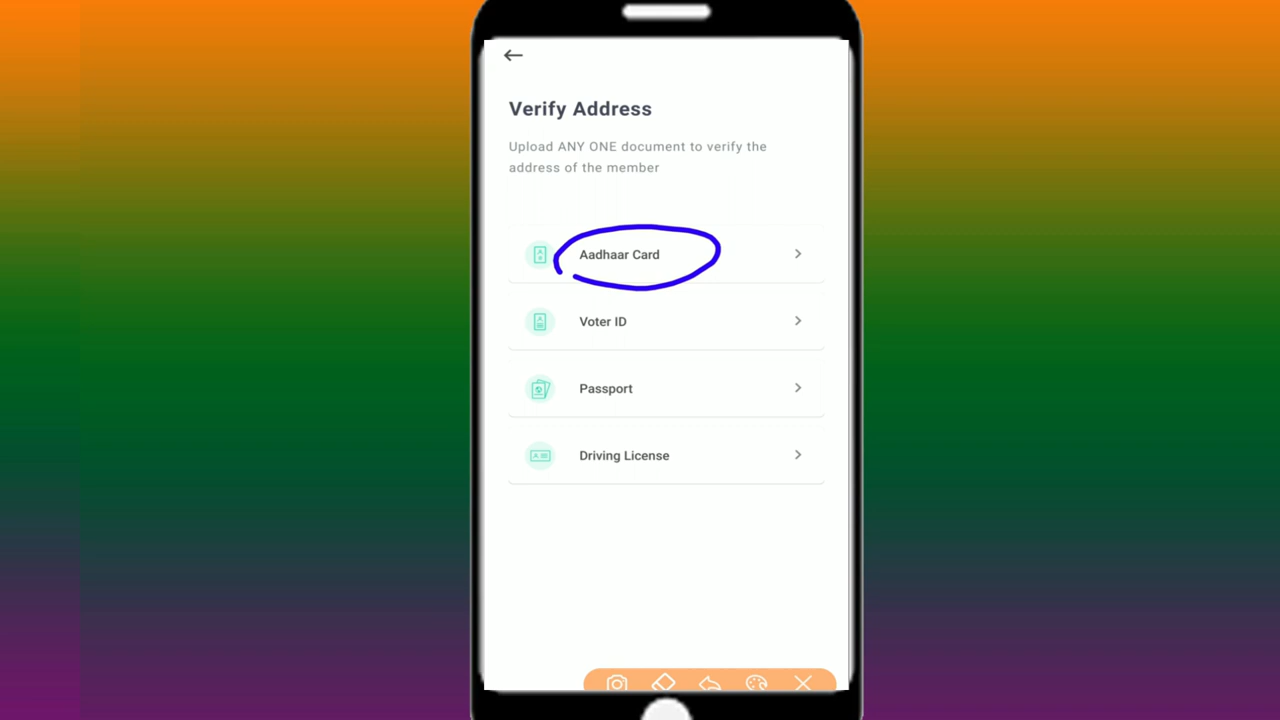 Verify Address
Upload ANY ONE document to verify the
address of the member
Aadhaar Card
Voter ID
Passport
Driving License